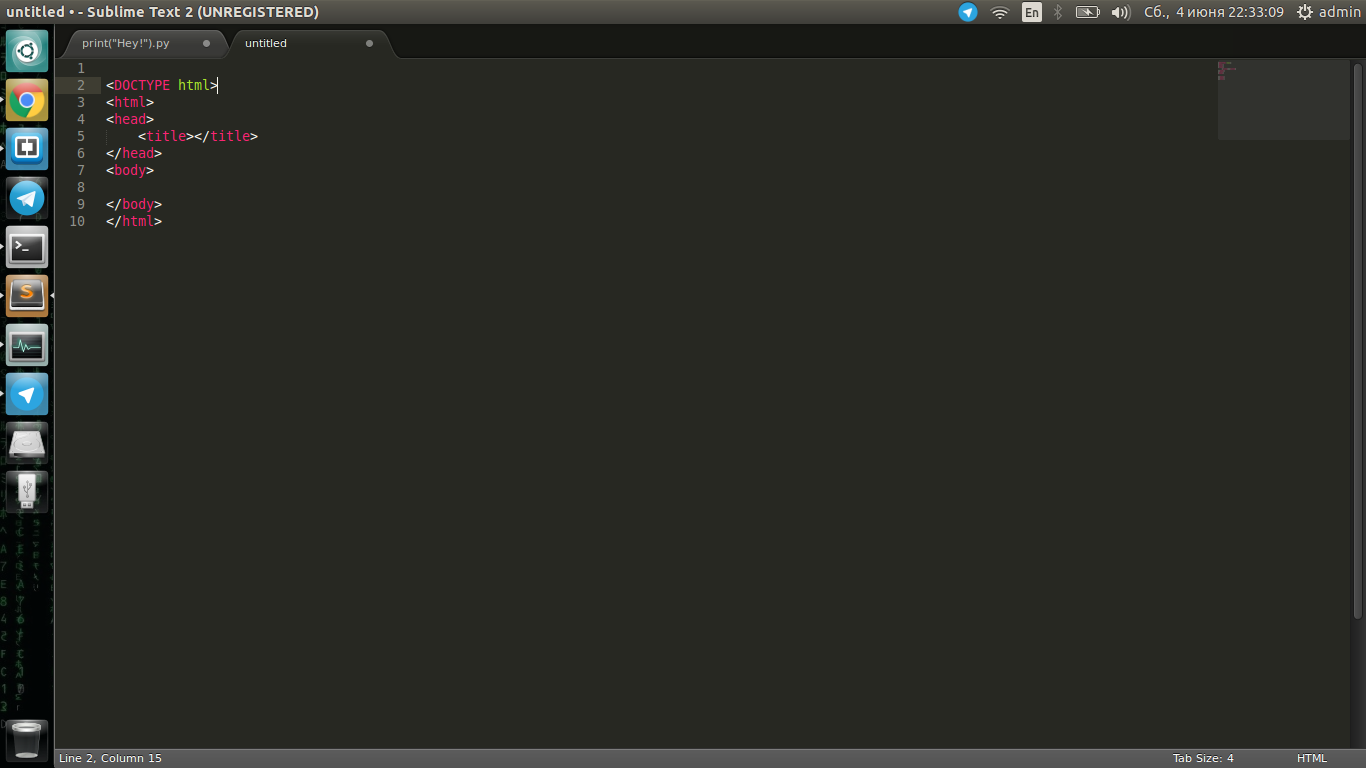 untitled • - Sublime Text 2 (UNREGISTERED)
En
Сб., 4 июня 22:33:09
admin
print("Hey!").py
untitled
1
2 <DOCTYPE html>
3 <html>
4 <head>
5 <title></title>
6 </head>
7 <body>
8
9 </body>
10 </html>
Line 2, Column 15
Tab Size: 4
HTML